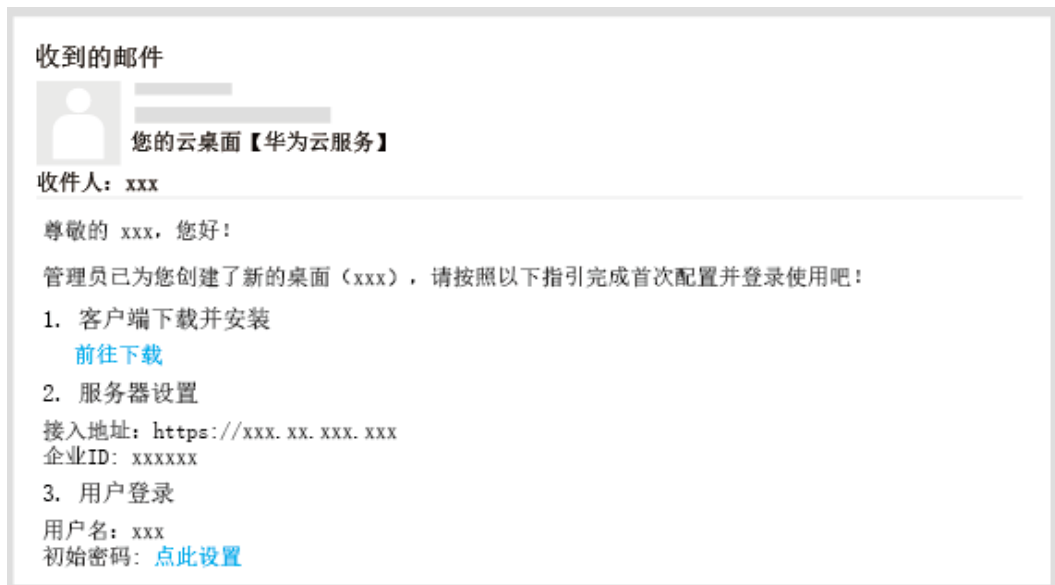 收到的邮件
您的云桌面【华为云服务】
收件人：xxx
尊敬的 xxx，您好！
管理员已为您创建了新的桌面（xxx），请按照以下指引完成首次配置并登录使用吧！
1. 客户端下载并安装
前往下载
2. 服务器设置
接入地址：https://xxx.xx.xxx.xxx
企业ID: xxxxxx
3. 用户登录
用户名：xxx
初始密码: 点此设置